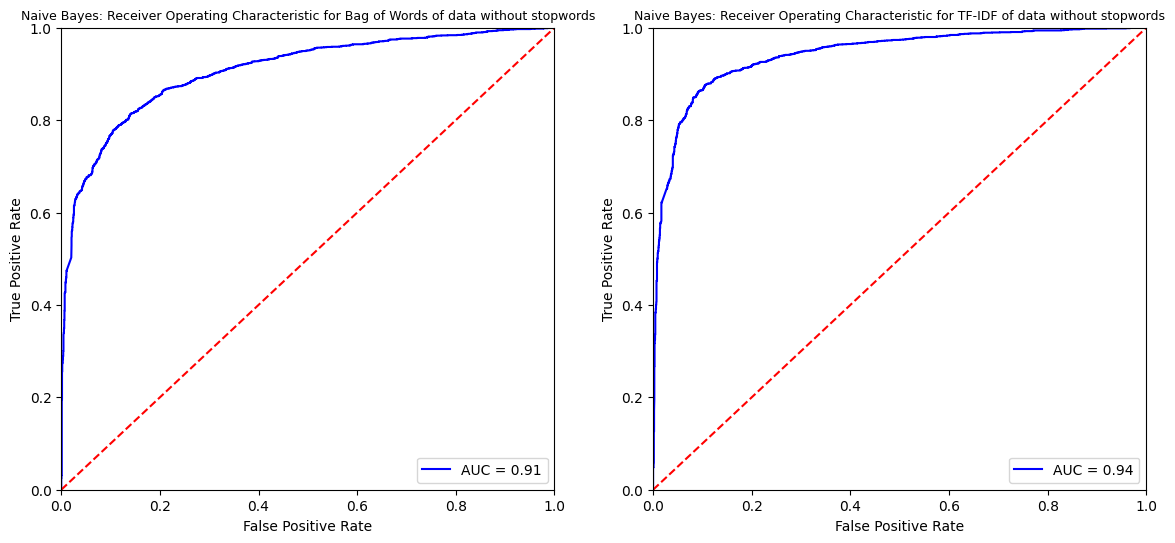 Naive Bayes: Receiver Operating Characteristic for Bag of Words of data without stopwords
1.0
0.8
0.6
0.4
0.2
0.0
True Positive Rate
0.0 0.2 0.4 0.6 0.8 1.0
False Positive Rate
AUC = 0.91
Naive Bayes: Receiver Operating Characteristic for TF-IDF of data without stopwords
1.0
0.8
0.6
0.4
0.2
0.0
True Positive Rate
0.0 0.2 0.4 0.6 0.8 1.0
False Positive Rate
AUC = 0.94